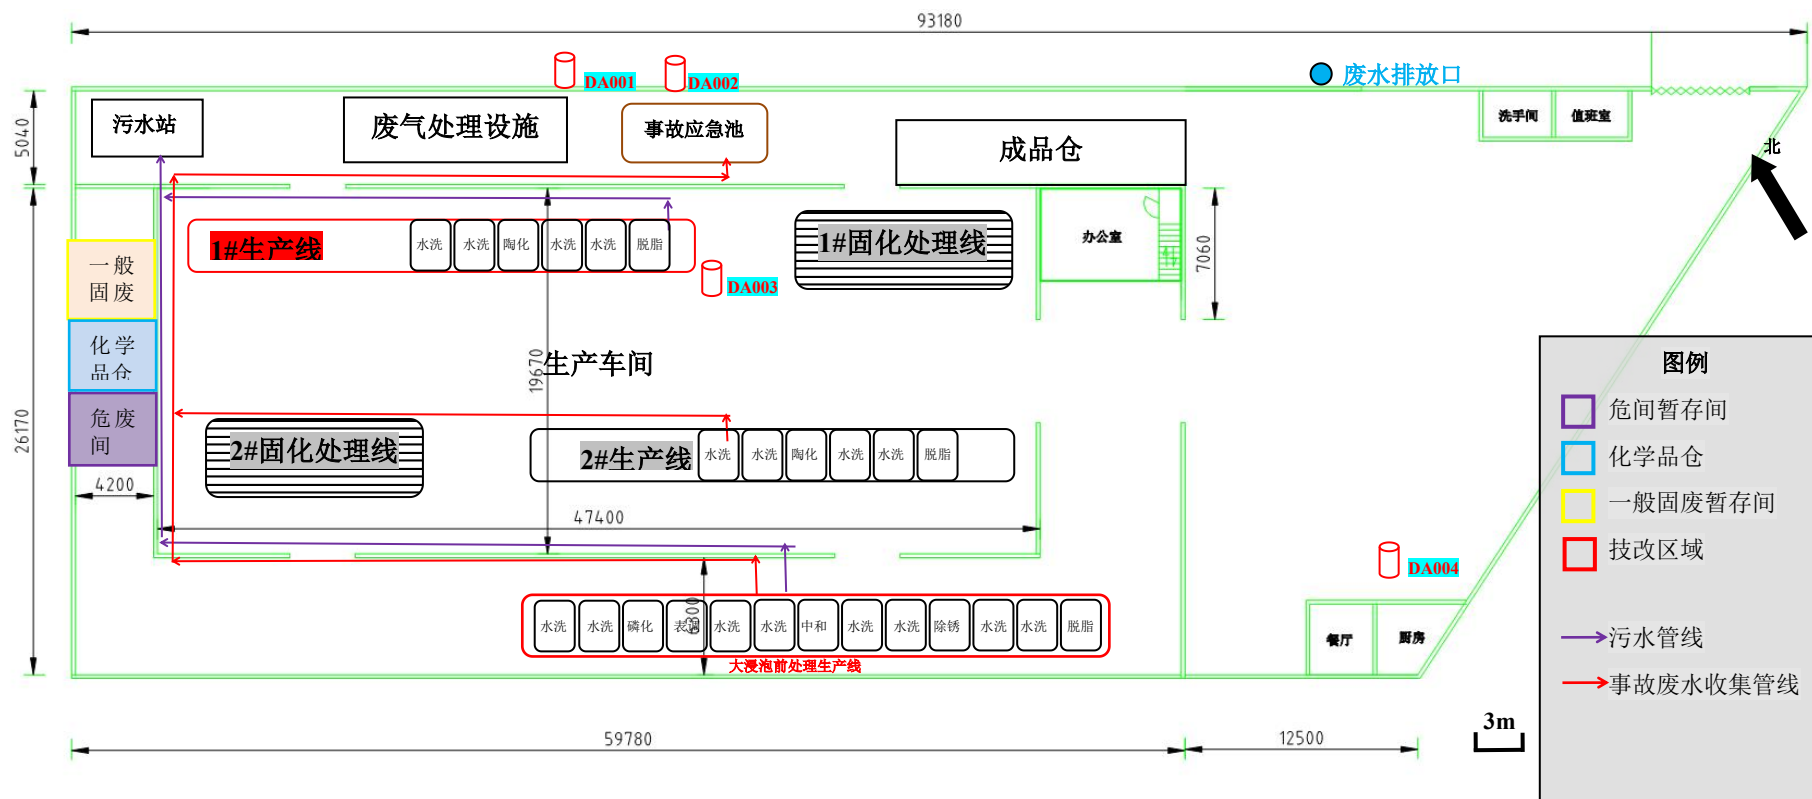 93180
DA001
DA002
废水排放口
污水站
废气处理设施
事故应急池
成品仓
洗手间
值班室
北
5040
1#生产线
水洗
水洗
陶化
水洗
水洗
脱脂
1#固化处理线
办公室
7060
DA003
一般
固废
化学
品仓
危废
间
生产车间
19670
26170
4200
2#固化处理线
2#生产线
水洗
水洗
陶化
水洗
水洗
脱脂
47400
6300
水洗
水洗
磷化
表调
水洗
水洗
中和
水洗
水洗
除锈
水洗
水洗
脱脂
大浸泡前处理生产线
DA004
餐厅
厨房
图例
危间暂存间
化学品仓
一般固废暂存间
技改区域
污水管线
事故废水收集管线
3m
59780
12500